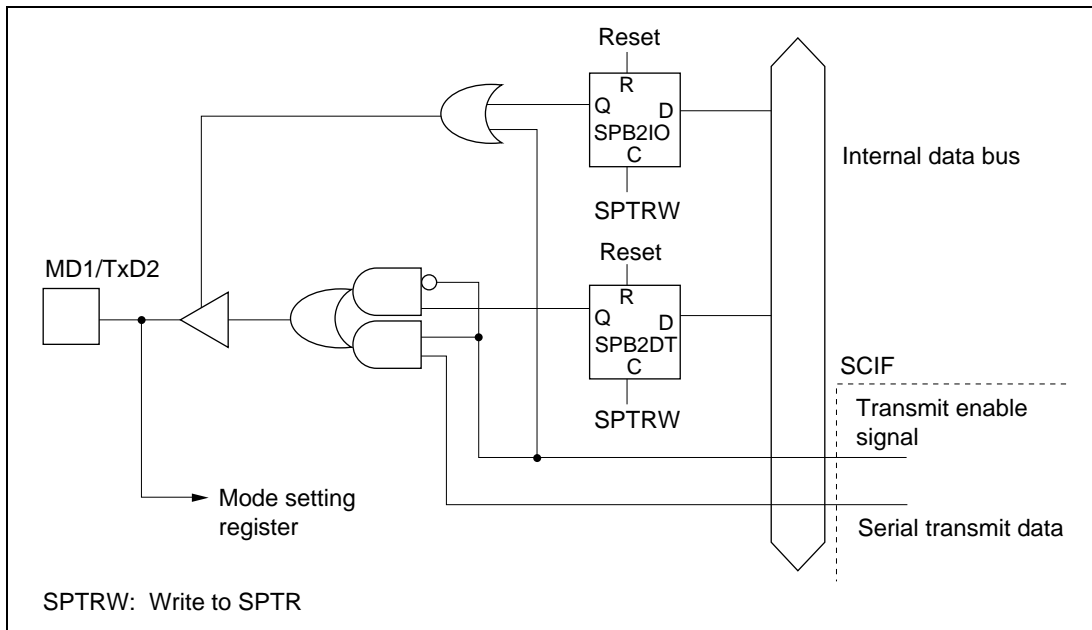 Reset
R
Q
D
SPB2IO
C
SPTRW
Internal data bus
Reset
R
Q
D
SPB2DT
C
SPTRW
MD1/TxD2
SCIF
Transmit enable
signal
Serial transmit data
Mode setting
register
SPTRW: Write to SPTR